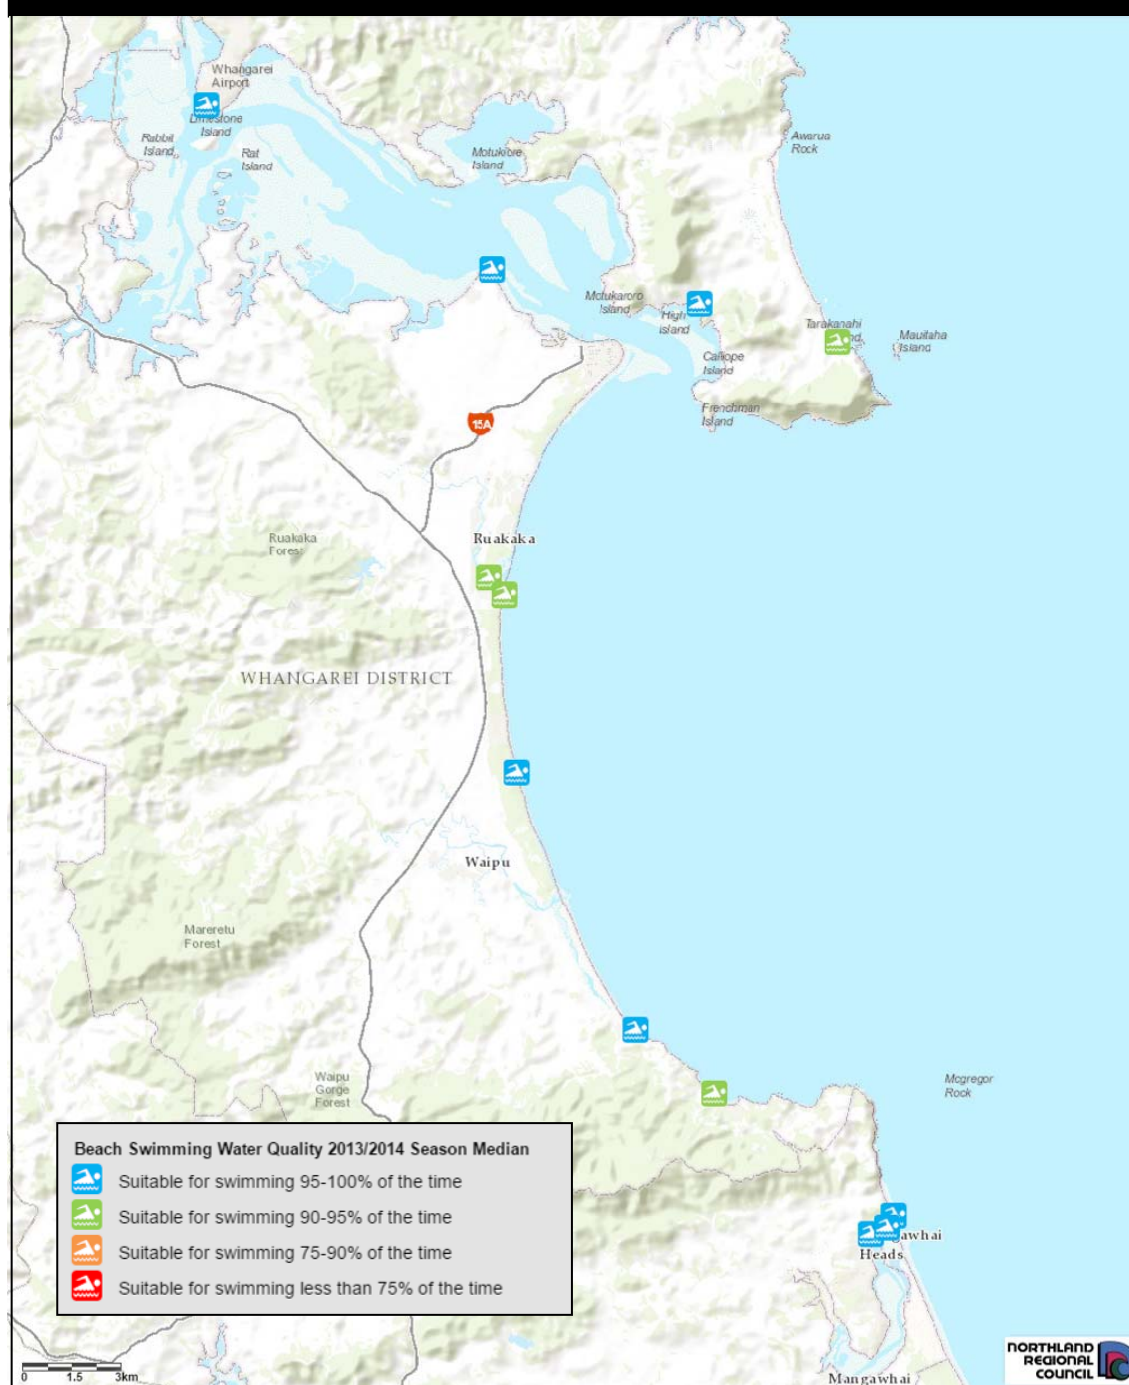 Whangarei
Airport
Limestone
Island
Rabbit
Island
Rat
Island
Motukiore
Island
Awarua
Rock
Motukaroro
Island
High
island
Tarakanahi
nd
Mauitaha
Island
Calliope
Island
Frenchman
Island
15A
Ruakaka
Ruakaka
Forest
WHANGAREI DISTRICT
Waipu
Mareretu
Forest
Waipu
Gorge
Forest
Mcgregor
Rock
Beach Swimming Water Quality 2013/2014 Season Median
Suitable for swimming 95-100% of the time
Suitable for swimming 90-95% of the time
Suitable for swimming 75-90% of the time
Suitable for swimming less than 75% of the time
gawhai
Heads
Mangawhai
0 1.5 3km
NORTHLAND
REGIONAL
COUNCIL